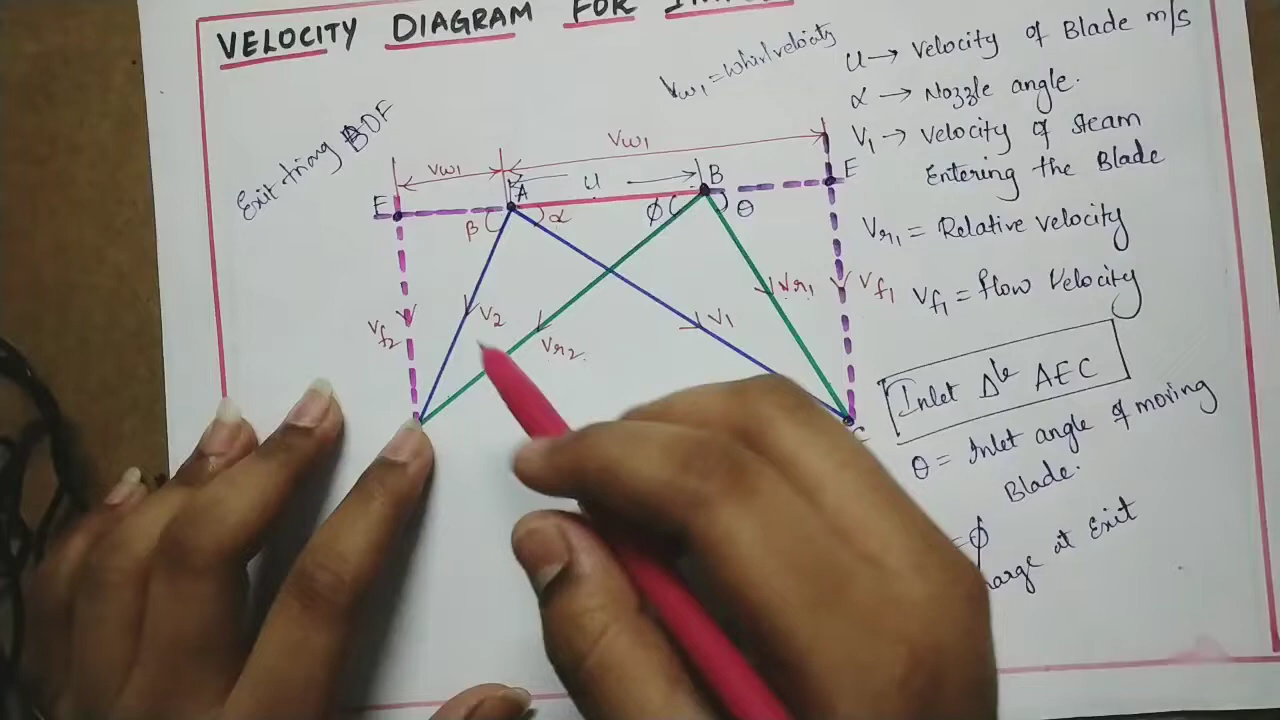 VELOCITY DIAGRAM FOR
Vw1 = Whirl velocity
Exit triang BDF
Vw1
Vw1
U
F
A
B
E
β
α
φ
θ
Vf2
V2
Vr2
V1
Vr1
Vf1
C
U → Velocity of Blade m/s
α → Nozzle angle.
V1 → Velocity of steam
Entering the Blade
Vr1 = Relative velocity
Vf1 = flow Velocity
Inlet Δle AEC
θ = Inlet angle of moving
Blade.
= φ
at Exit